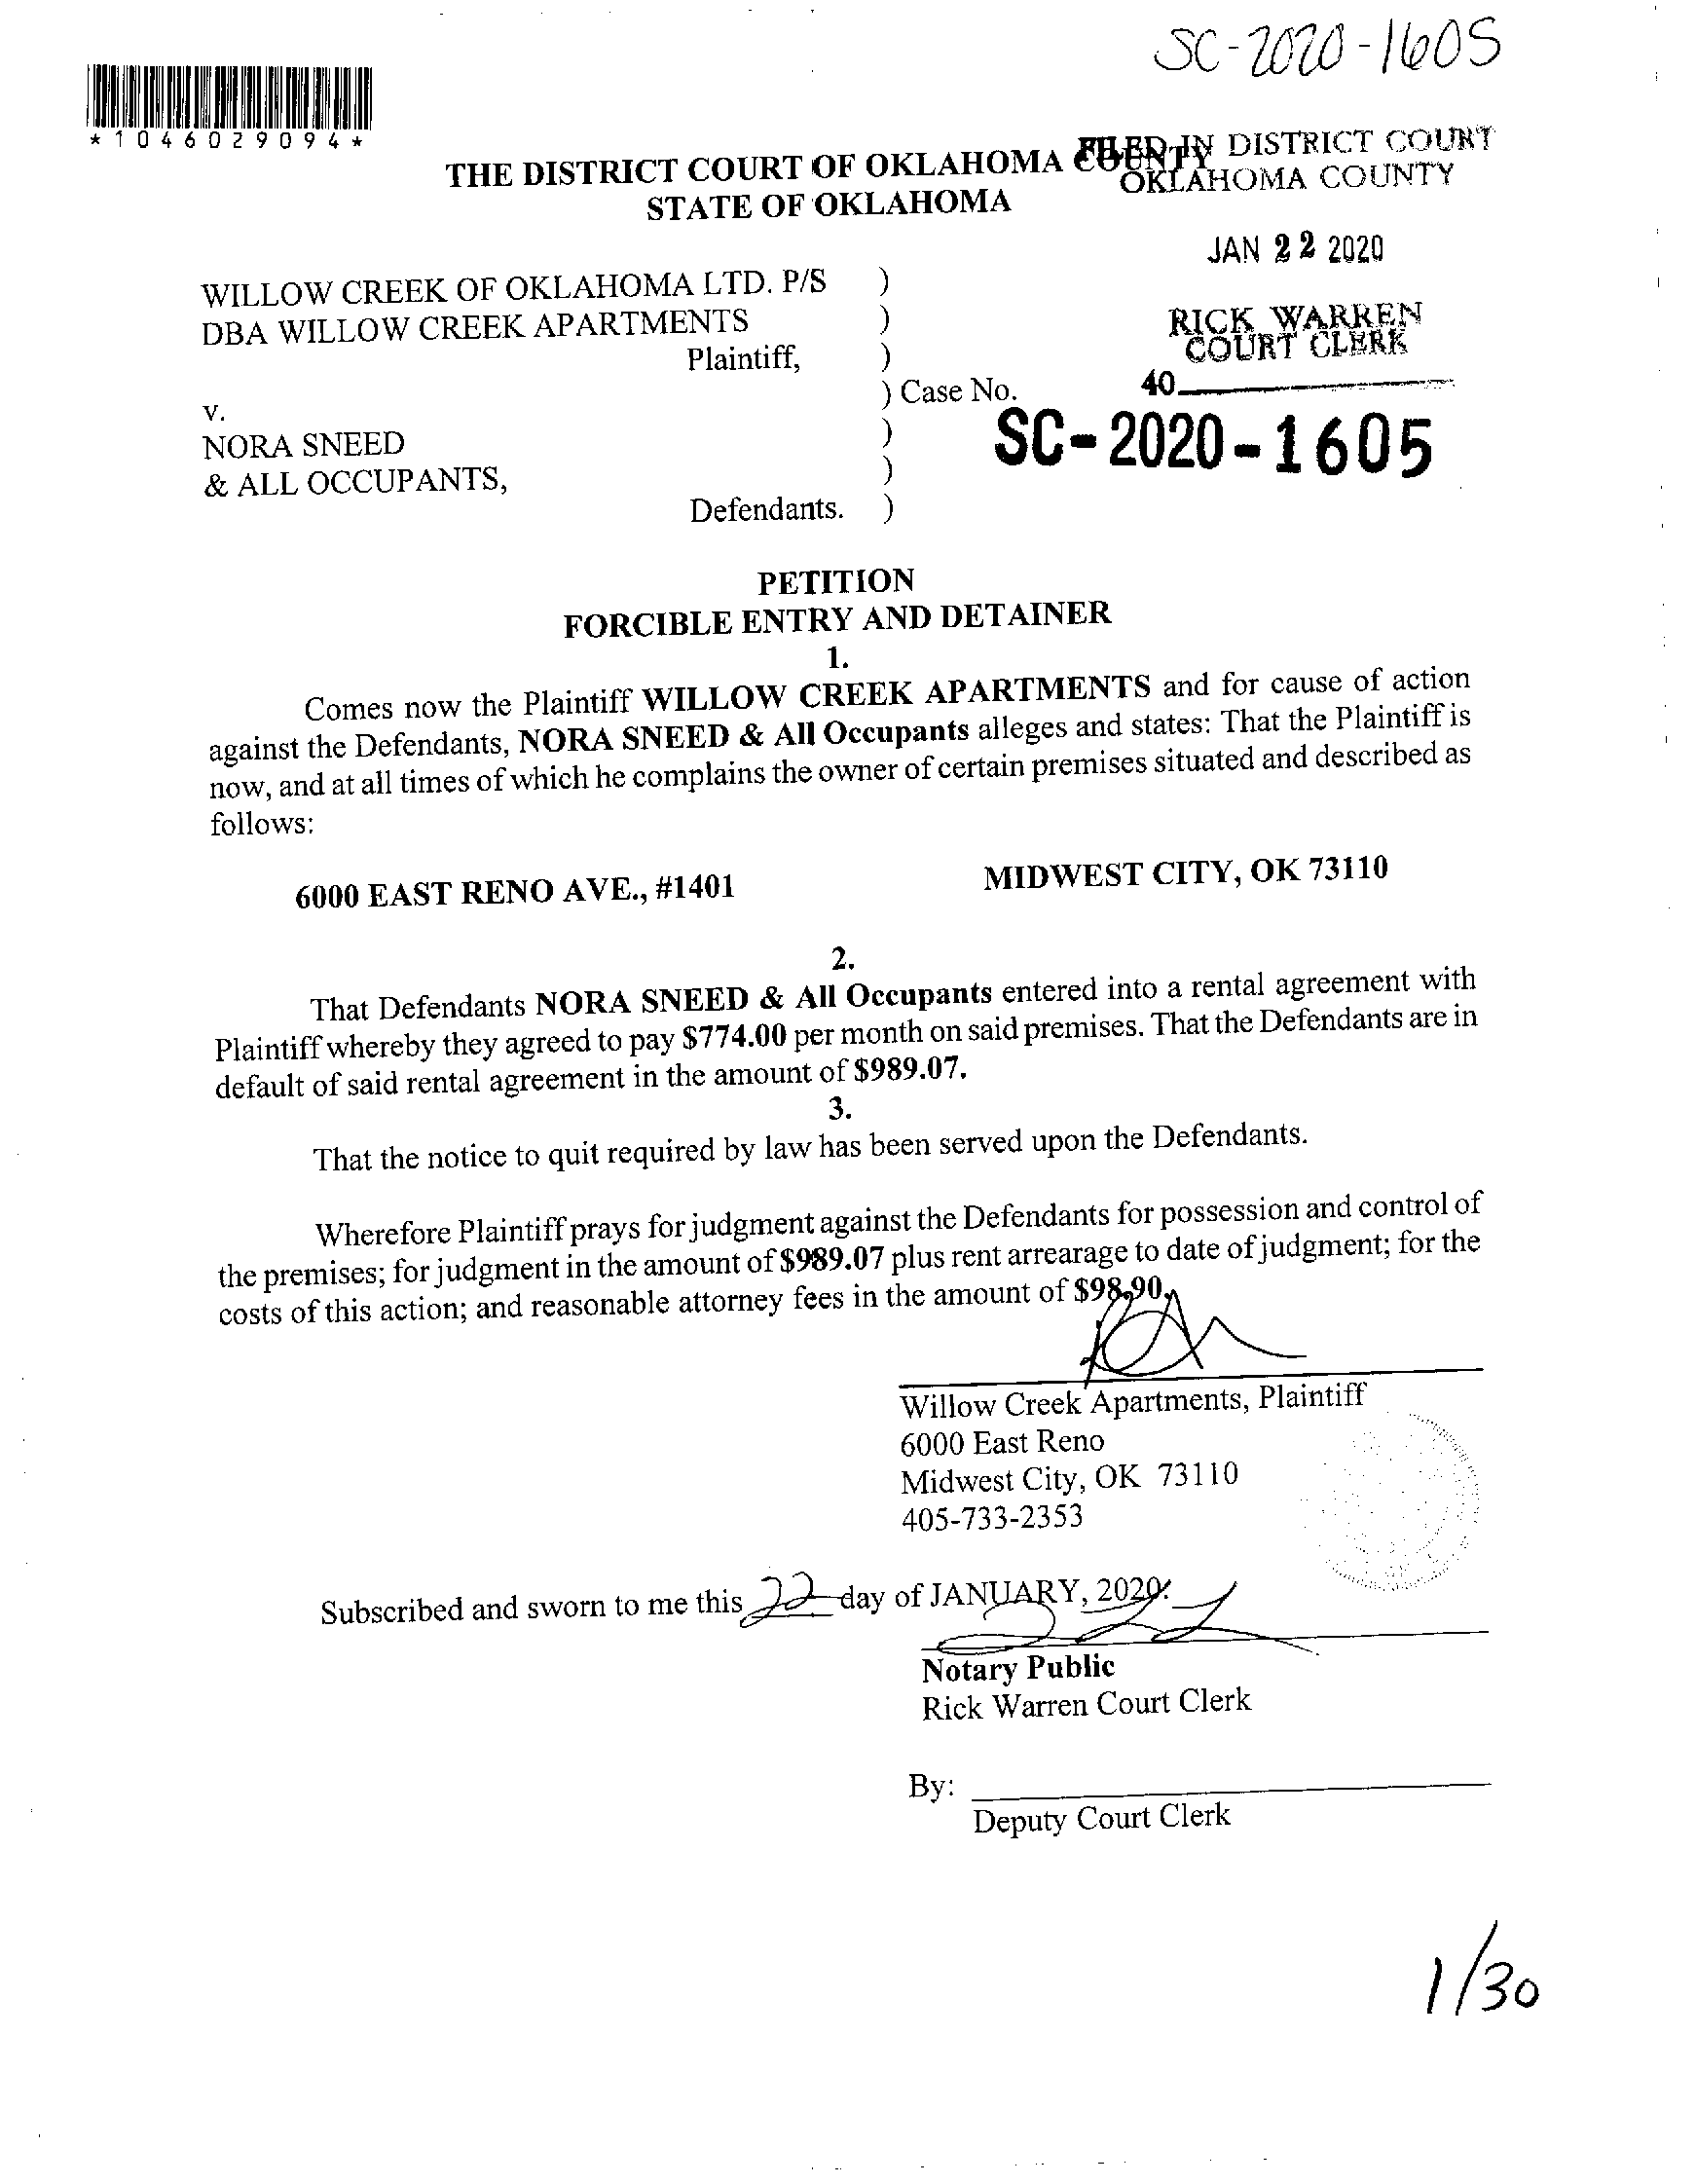 SC-2020-1605
*1046029094*
THE DISTRICT COURT OF OKLAHOMA COUNTY
STATE OF OKLAHOMA
FILED IN DISTRICT COURT
OKLAHOMA COUNTY
JAN 22 2020
RICK WARREN
COURT CLERK
40
WILLOW CREEK OF OKLAHOMA LTD. P/S )
DBA WILLOW CREEK APARTMENTS )
Plaintiff, )
) Case No.
SC-2020-1605
v.
NORA SNEED )
& ALL OCCUPANTS, )
Defendants. )
PETITION
FORCIBLE ENTRY AND DETAINER
1.
Comes now the Plaintiff WILLOW CREEK APARTMENTS and for cause of action
against the Defendants, NORA SNEED & All Occupants alleges and states: That the Plaintiff is
now, and at all times of which he complains the owner of certain premises situated and described as
follows:
6000 EAST RENO AVE., #1401 MIDWEST CITY, OK 73110
2.
That Defendants NORA SNEED & All Occupants entered into a rental agreement with
Plaintiff whereby they agreed to pay $774.00 per month on said premises. That the Defendants are in
default of said rental agreement in the amount of $989.07.
3.
That the notice to quit required by law has been served upon the Defendants.
Wherefore Plaintiff prays for judgment against the Defendants for possession and control of
the premises; for judgment in the amount of $989.07 plus rent arrearage to date of judgment; for the
costs of this action; and reasonable attorney fees in the amount of $98.90.
Willow Creek Apartments, Plaintiff
6000 East Reno
Midwest City, OK 73110
405-733-2353
Subscribed and sworn to me this 22 day of JANUARY, 2020.
Notary Public
Rick Warren Court Clerk
By:
Deputy Court Clerk
1/30